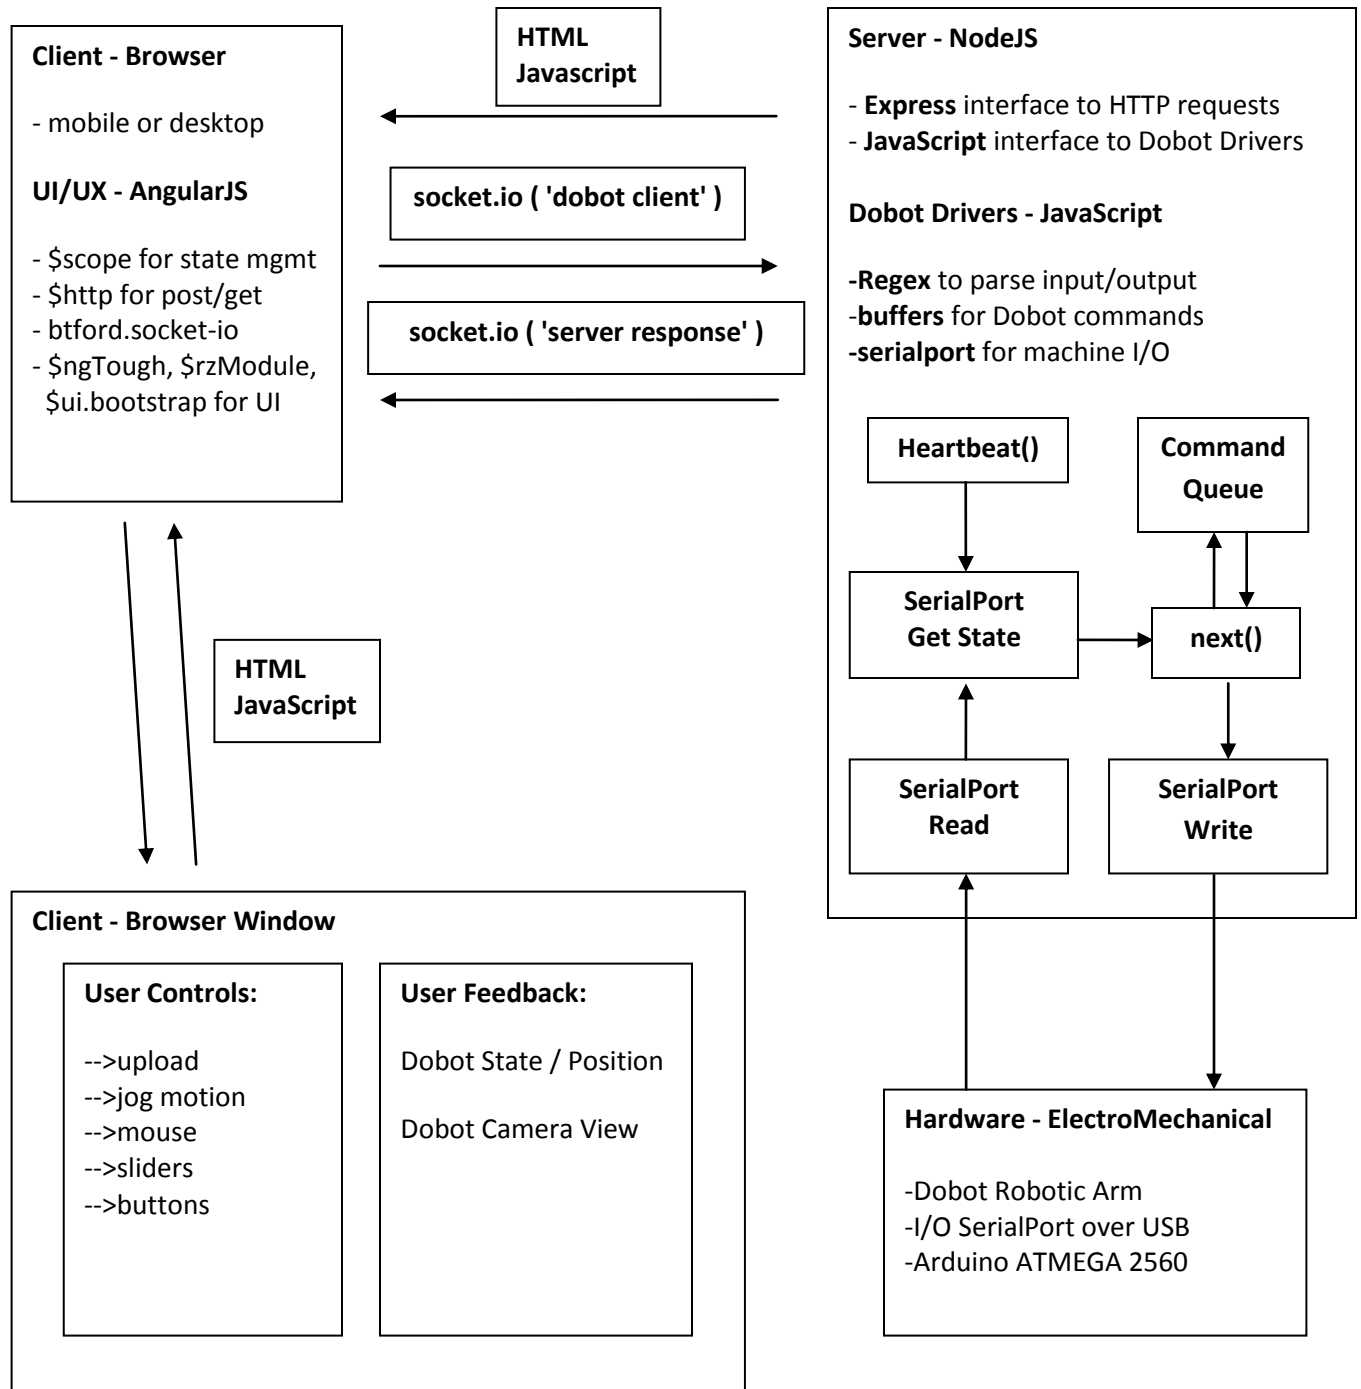 Client - Browser
- mobile or desktop
UI/UX - AngularJS
- $scope for state mgmt
- $http for post/get
- btford.socket-io
- $ngTough, $rzModule,
$ui.bootstrap for UI
HTML
Javascript
socket.io ( 'dobot client' )
socket.io ( 'server response' )
Server - NodeJS
- Express interface to HTTP requests
- JavaScript interface to Dobot Drivers
Dobot Drivers - JavaScript
-Regex to parse input/output
-buffers for Dobot commands
-serialport for machine I/O
Heartbeat()
Command
Queue
SerialPort
Get State
next()
SerialPort
Read
SerialPort
Write
HTML
JavaScript
Client - Browser Window
User Controls:
-->upload
-->jog motion
-->mouse
-->sliders
-->buttons
User Feedback:
Dobot State / Position
Dobot Camera View
Hardware - ElectroMechanical
-Dobot Robotic Arm
-I/O SerialPort over USB
-Arduino ATMEGA 2560